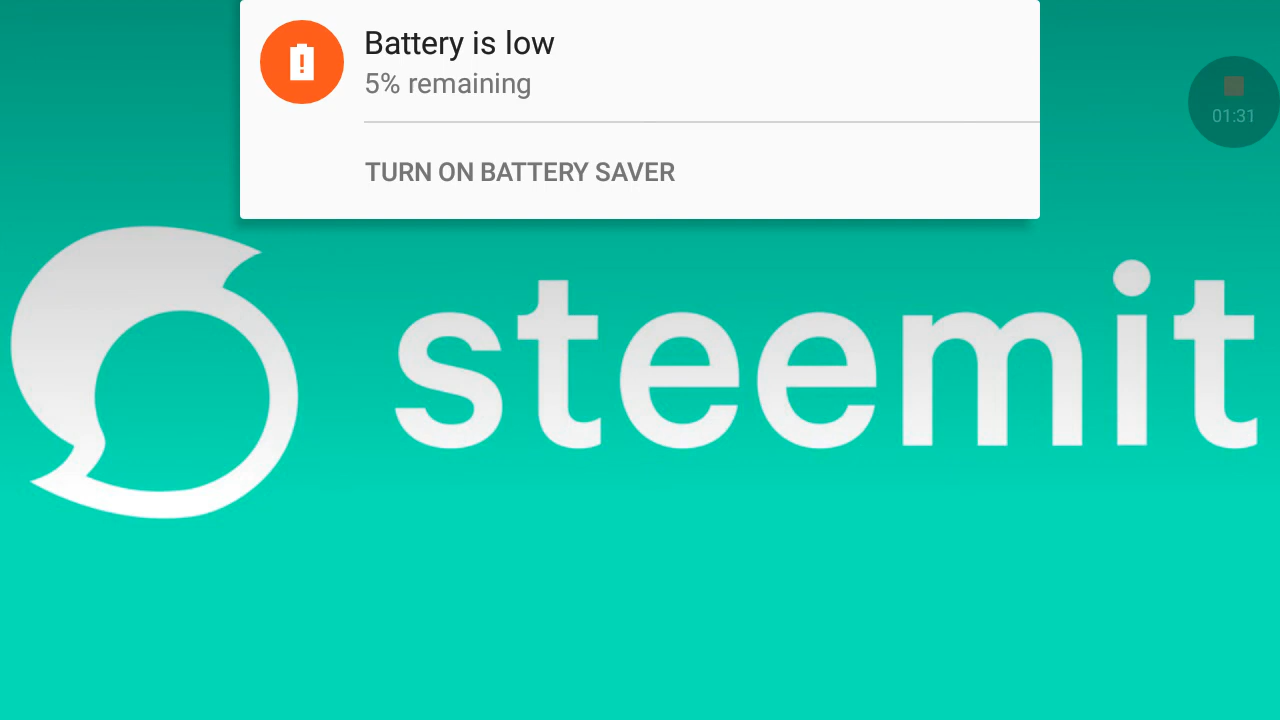 Battery is low
5% remaining
01:31
TURN ON BATTERY SAVER
steemit